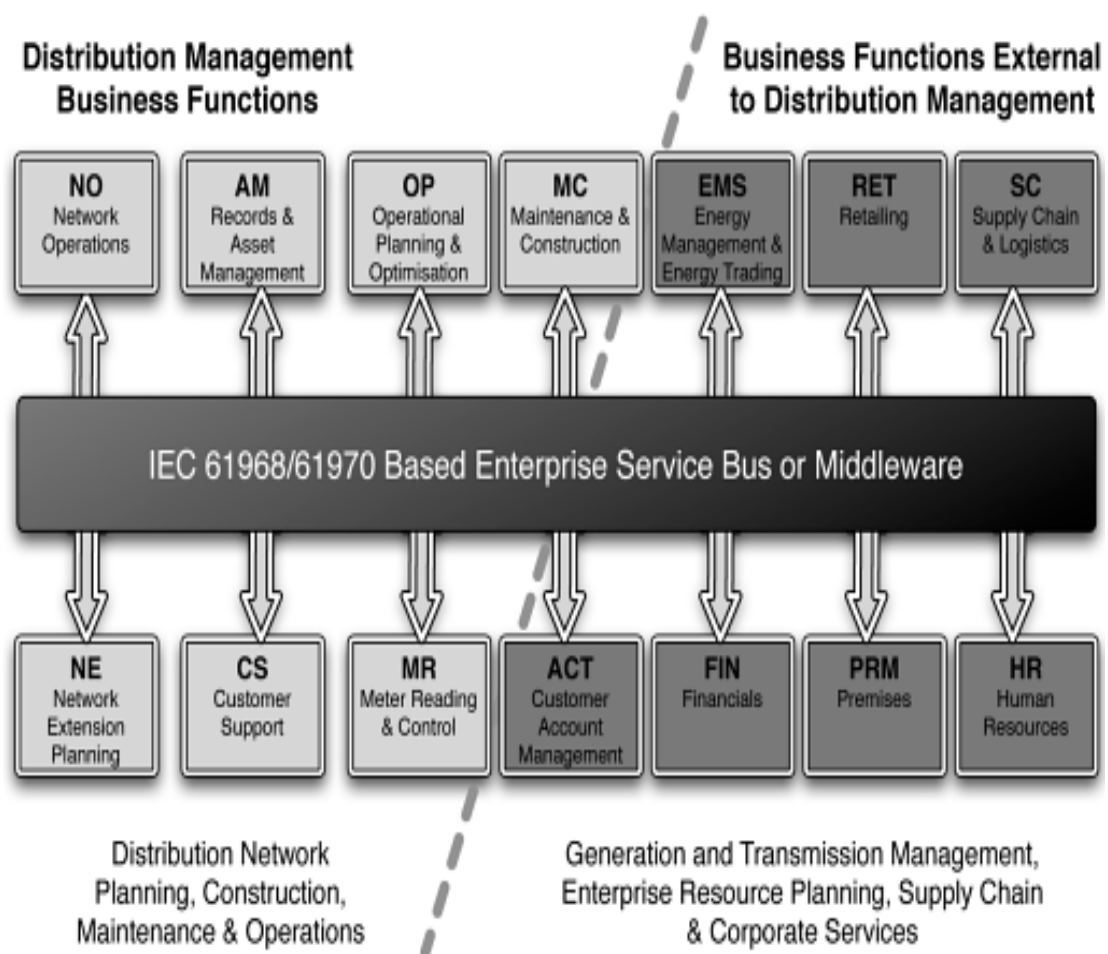 Distribution Management
Business Functions
Business Functions External
to Distribution Management
NO
Network
Operations
AM
Records &
Asset
Management
OP
Operational
Planning &
Optimisation
MC
Maintenance &
Construction
EMS
Energy
Management &
Energy Trading
RET
Retailing
SC
Supply Chain
& Logistics
IEC 61968/61970 Based Enterprise Service Bus or Middleware
NE
Network
Extension
Planning
CS
Customer
Support
MR
Meter Reading
& Control
ACT
Customer
Account
Management
FIN
Financials
PRM
Premises
HR
Human
Resources
Distribution Network
Planning, Construction,
Maintenance & Operations
Generation and Transmission Management,
Enterprise Resource Planning, Supply Chain
& Corporate Services